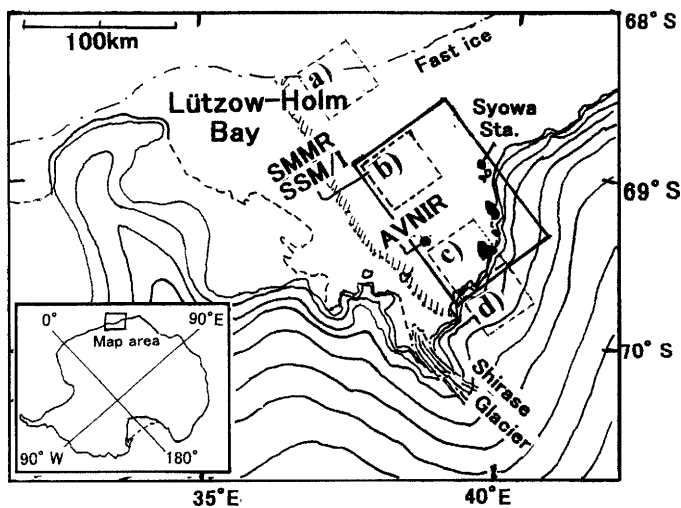 100km
68°S
a)
Fast ice
Lützow-Holm
Bay
Syowa
Sta.
SMMR
SSM/I
b)
69°S
AVNIR
c)
d)
0°
90°E
Map area
70°S
Shirase
Glacier
90°W
180°
35°E
40°E